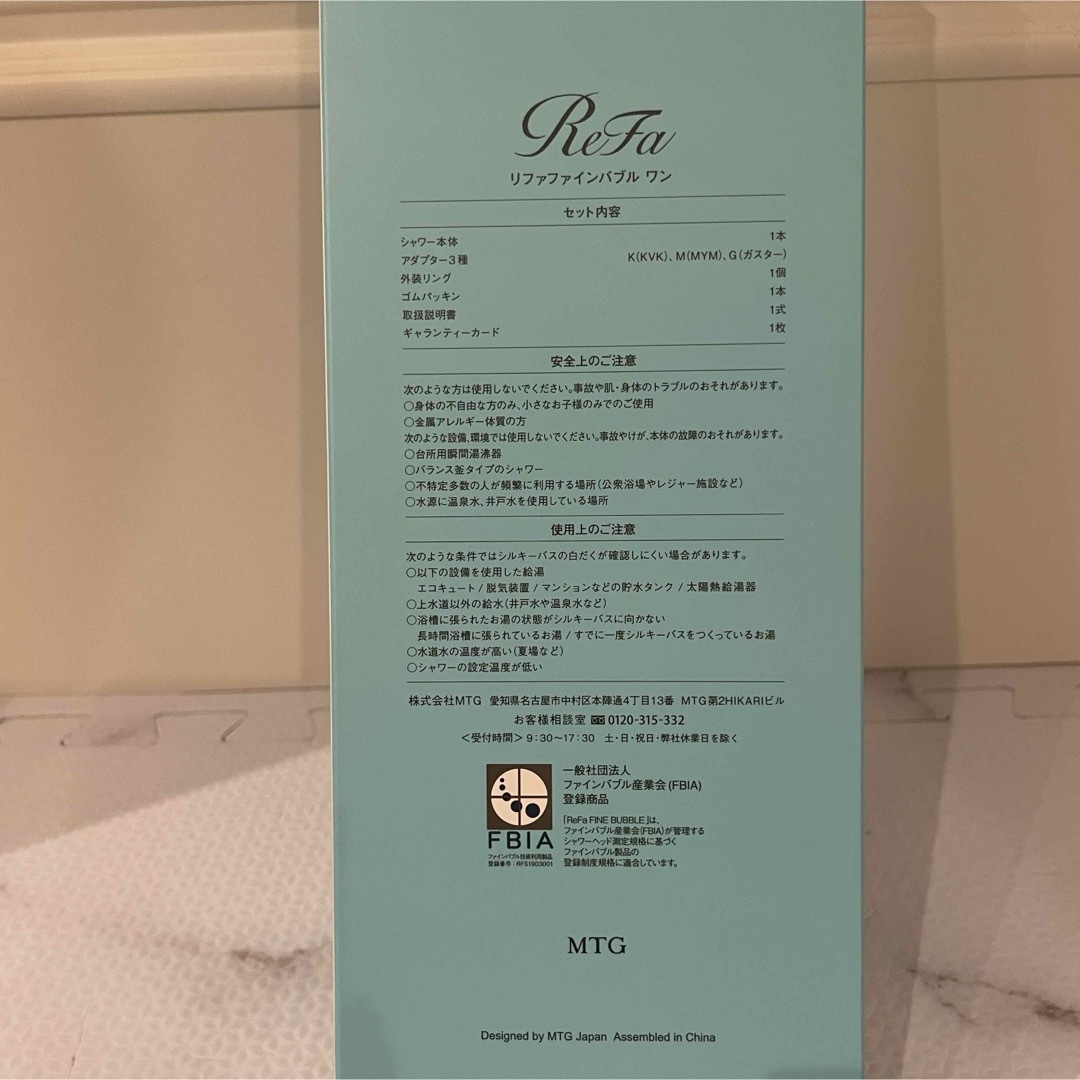 ReFa
リファファインバブル ワン
セット内容
シャワー本体 1本
アダプター3種 K(KVK)、M(MYM)、G(ガスター)
外装リング 1個
ゴムパッキン 1本
取扱説明書 1式
ギャランティーカード 1枚
安全上のご注意
次のような方は使用しないでください。事故や肌・身体のトラブルのおそれがあります。
○身体の不自由な方のみ、小さなお子様のみでのご使用
○金属アレルギー体質の方
次のような設備、環境では使用しないでください。事故やけが、本体の故障のおそれがあります。
○台所用瞬間湯沸器
○バランス釜タイプのシャワー
○不特定多数の人が頻繁に利用する場所(公衆浴場やレジャー施設など)
○水源に温泉水、井戸水を使用している場所
使用上のご注意
次のような条件ではシルキーバスの白だくが確認しにくい場合があります。
○以下の設備を使用した給湯
エコキュート / 脱気装置 / マンションなどの貯水タンク / 太陽熱給湯器
○上水道以外の給水(井戸水や温泉水など)
○浴槽に張られたお湯の状態がシルキーバスに向かない
長時間浴槽に張られているお湯 / すでに一度シルキーバスをつくっているお湯
○水道水の温度が高い(夏場など)
○シャワーの設定温度が低い
株式会社MTG 愛知県名古屋市中村区本陣通4丁目13番 MTG第2HIKARIビル
お客様相談室 0120-315-332
<受付時間> 9:30〜17:30 土・日・祝日・弊社休業日を除く
一般社団法人
ファインバブル産業会(FBIA)
登録商品
「ReFa FINE BUBBLE」は、
ファインバブル産業会(FBIA)が管理する
シャワーヘッド測定規格に基づく
ファインバブル製品の
登録制度規格に適合しています。
FBIA
ファインバブル技術利用製品
登録番号:RFS1903001
MTG
Designed by MTG Japan Assembled in China